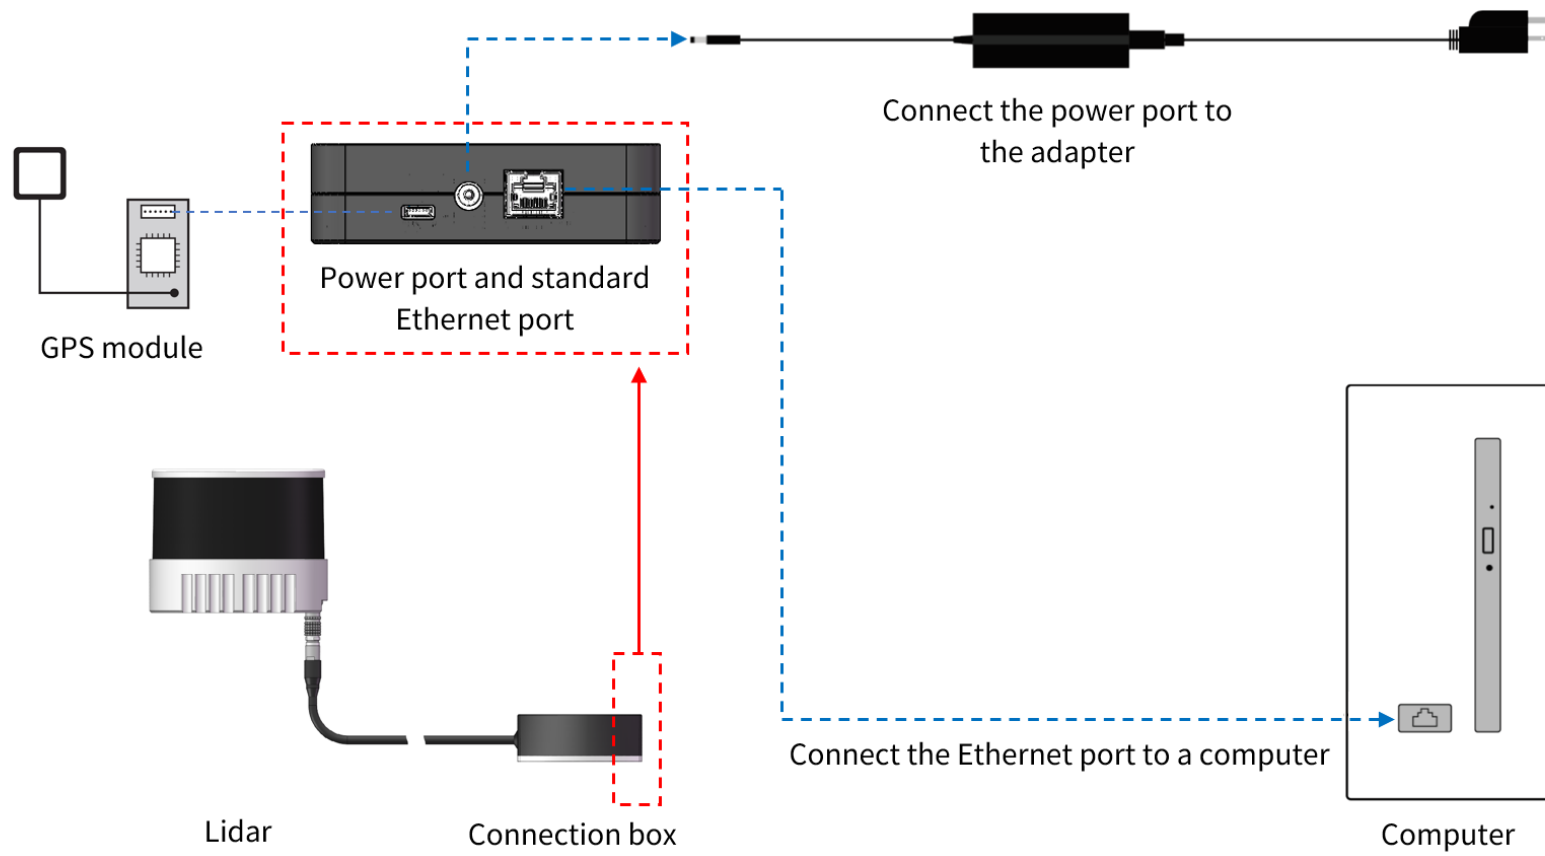 Connect the power port to
the adapter
Power port and standard
Ethernet port
GPS module
Connect the Ethernet port to a computer
Lidar
Connection box
Computer